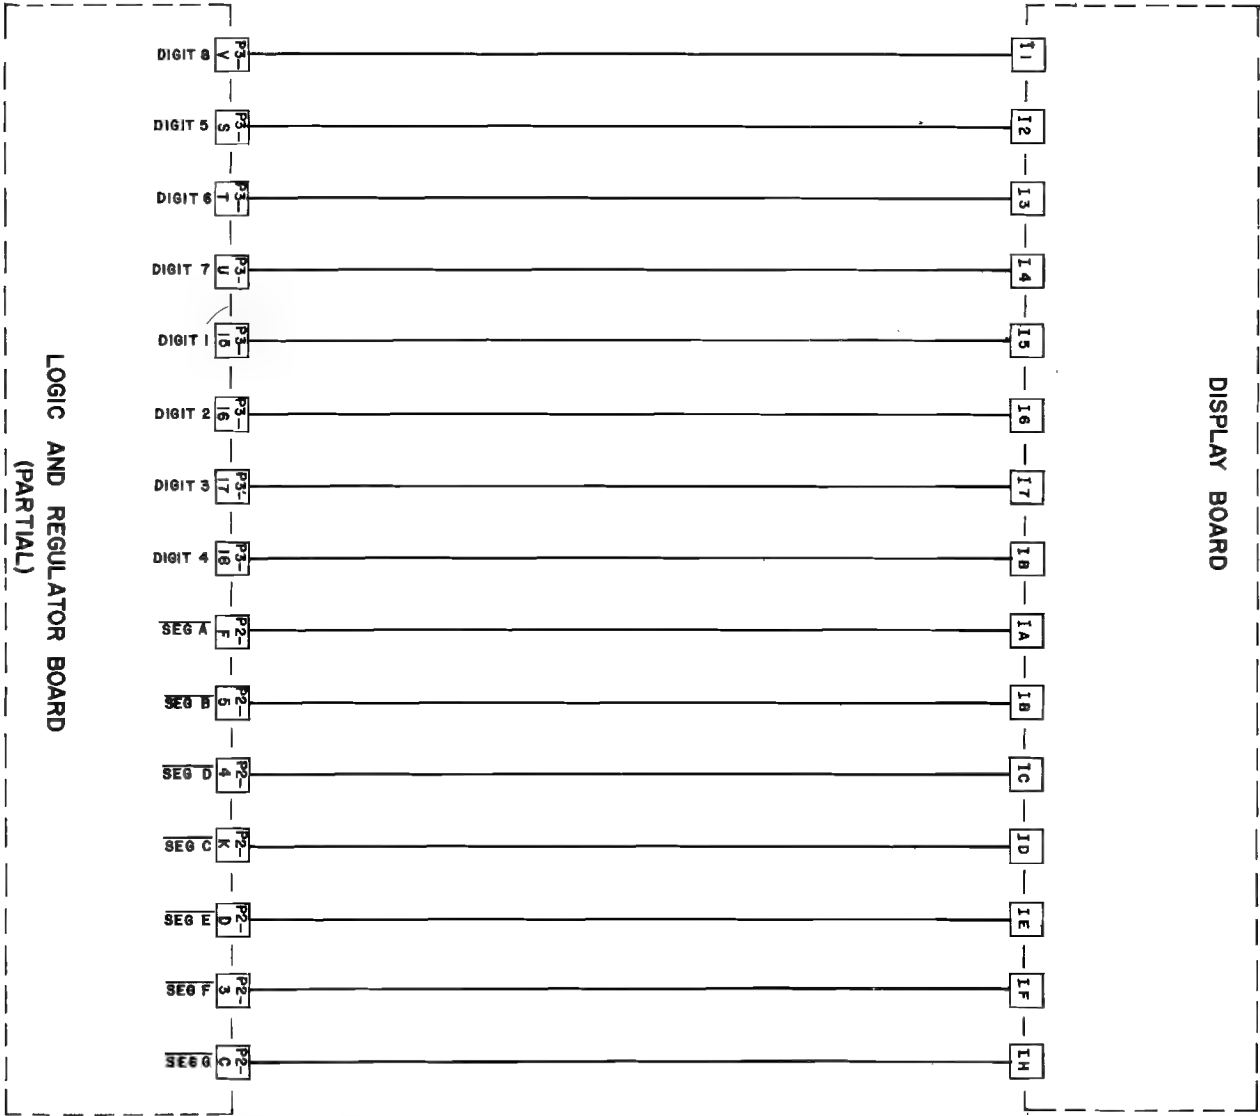 DIGIT 8 P3-V I1
DIGIT 5 P3-S I2
DIGIT 6 P3-T I3
DIGIT 7 P3-U I4
DIGIT 1 P3-15 I5
DIGIT 2 P3-16 I6
DIGIT 3 P3-17 I7
DIGIT 4 P3-18 I8
SEG A P2-F IA
SEG B P2-5 IB
SEG D P2-4 IC
SEG C P2-K ID
SEG E P2-D IE
SEG F P2-3 IF
SEG G P2-C IH
LOGIC AND REGULATOR BOARD
(PARTIAL)
DISPLAY BOARD